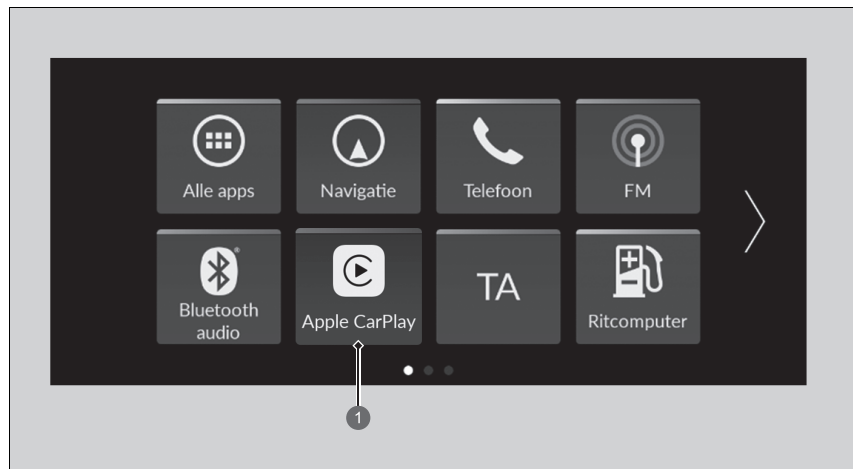 Alle apps
Navigatie
Telefoon
FM
Bluetooth®
audio
Apple CarPlay
TA
Ritcomputer
1